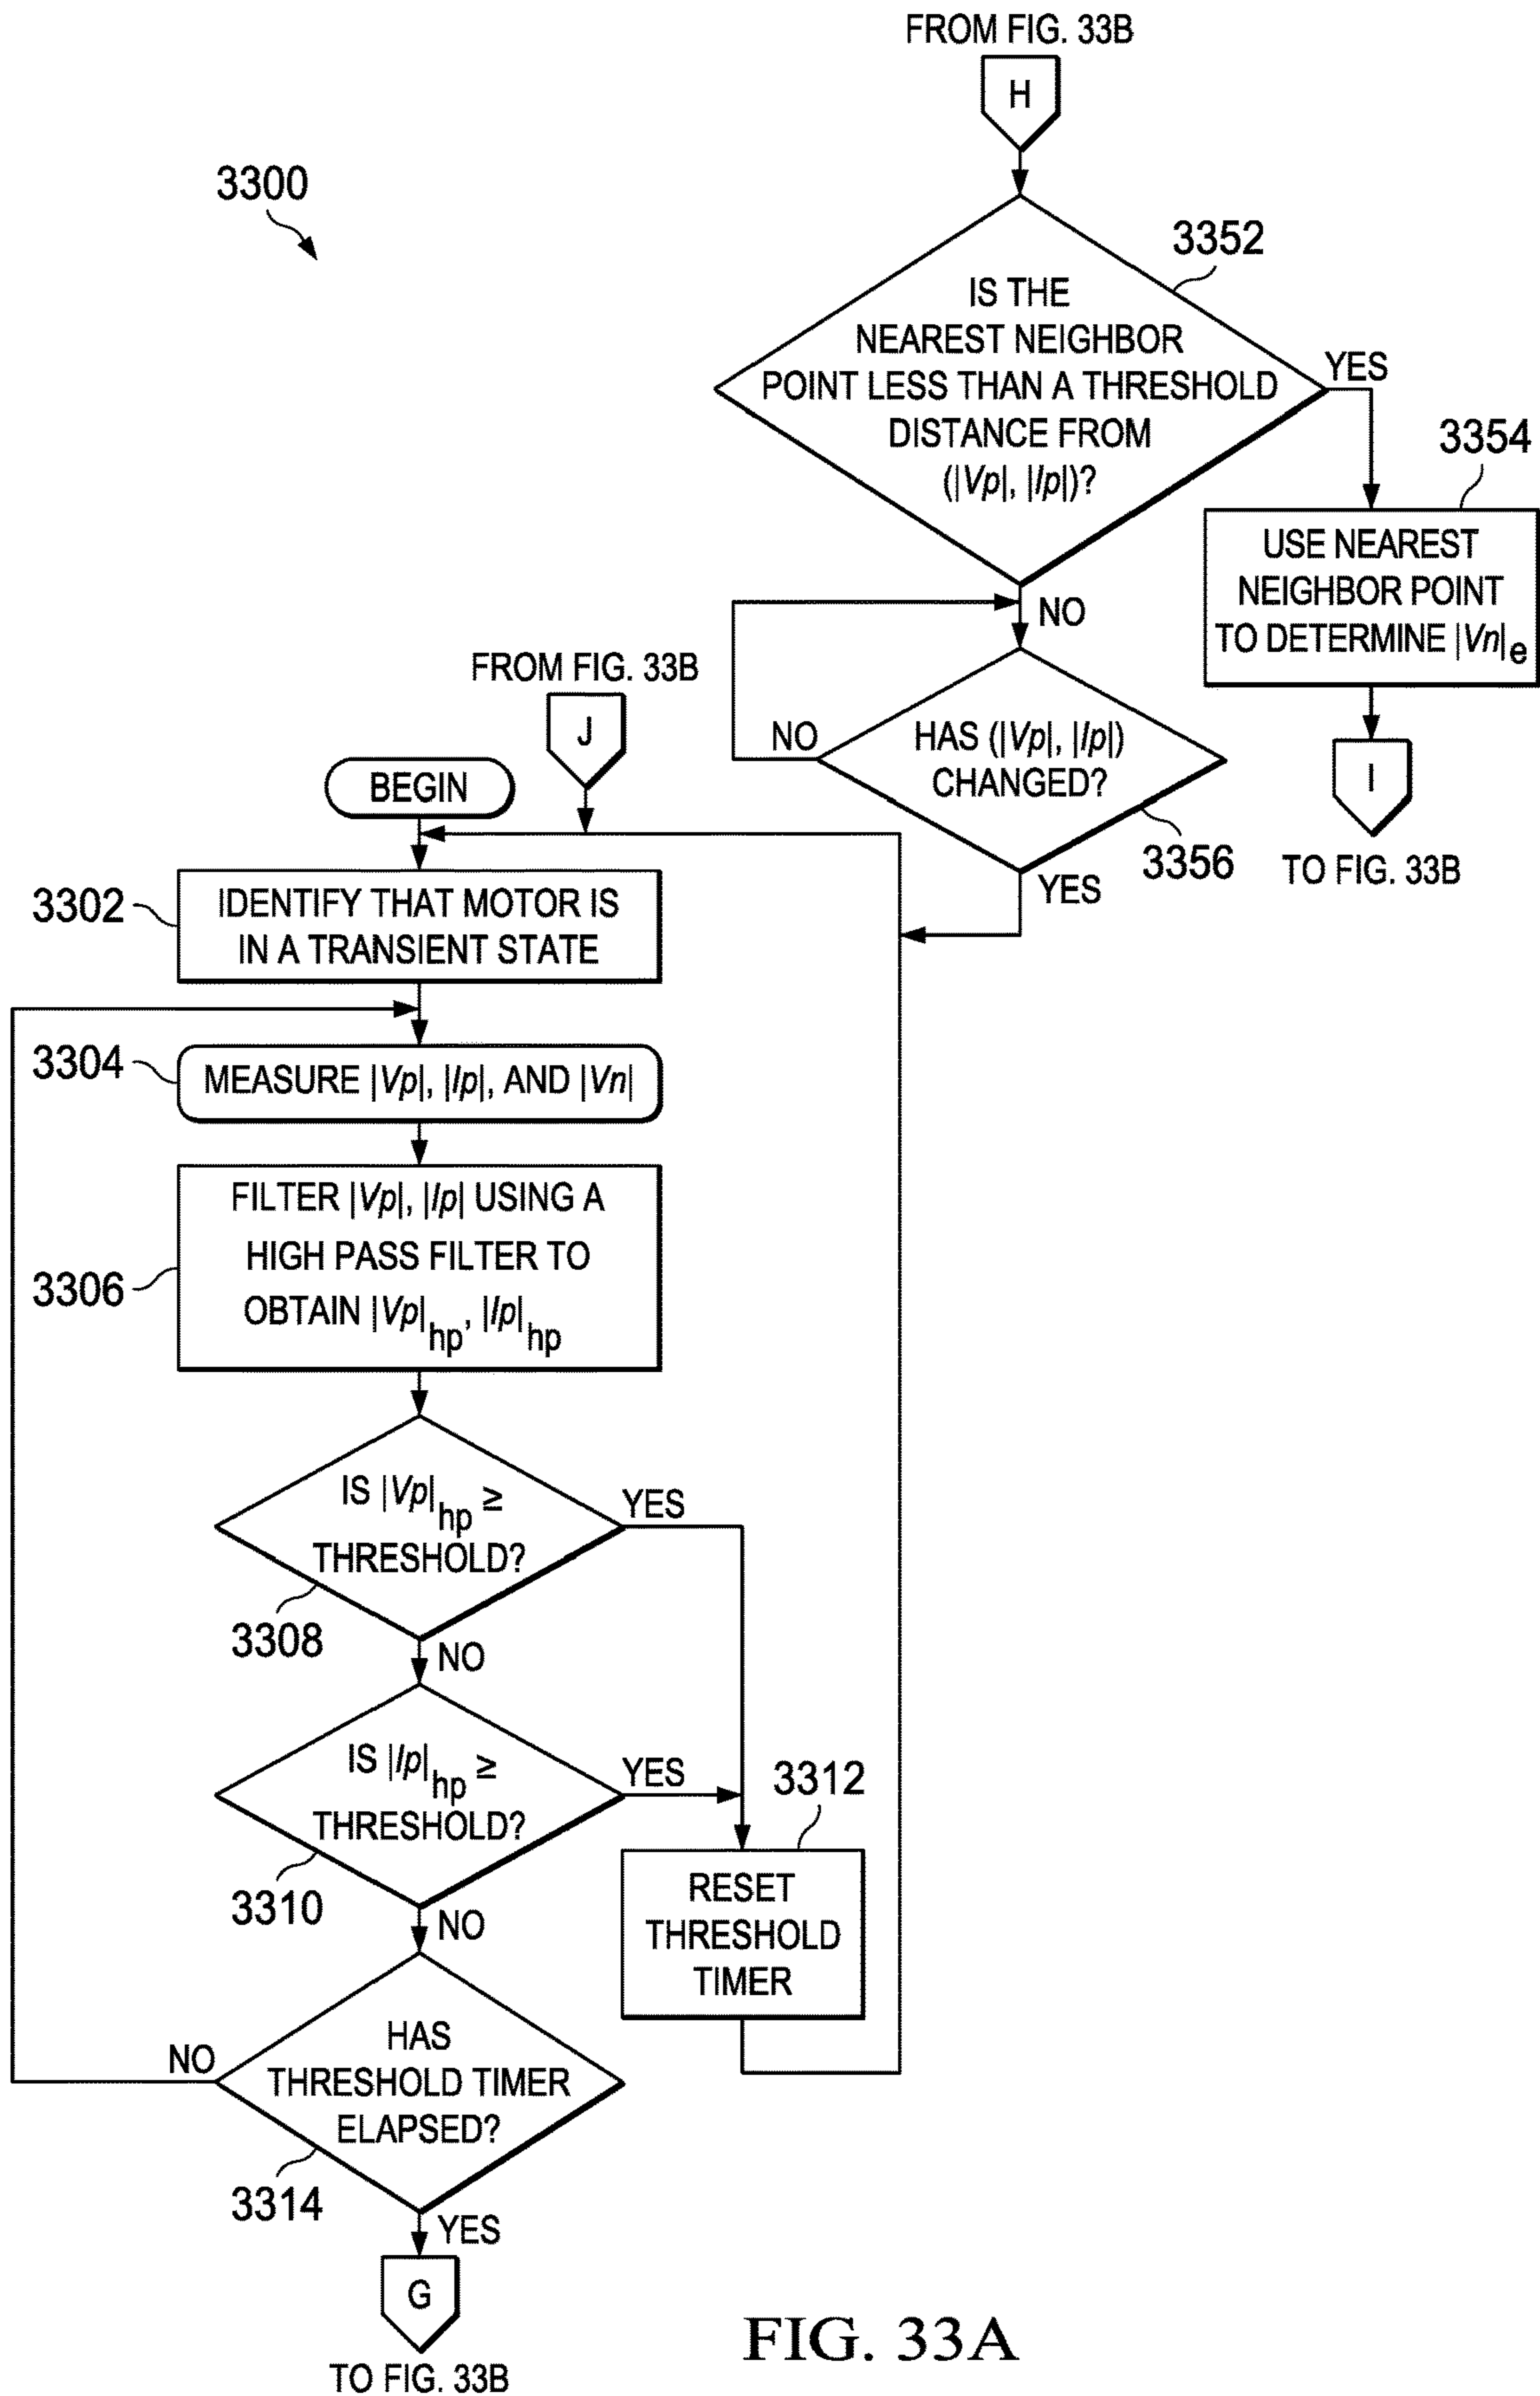 FROM FIG. 33B
H
3300
3352
IS THE
NEAREST NEIGHBOR
POINT LESS THAN A THRESHOLD
DISTANCE FROM
(|Vp|, |Ip|)?
YES
3354
USE NEAREST
NEIGHBOR POINT
TO DETERMINE |Vn|e
NO
FROM FIG. 33B
J
NO
HAS (|Vp|, |Ip|)
CHANGED?
I
BEGIN
3356
TO FIG. 33B
YES
3302
IDENTIFY THAT MOTOR IS
IN A TRANSIENT STATE
3304
MEASURE |Vp|, |Ip|, AND |Vn|
FILTER |Vp|, |Ip| USING A
HIGH PASS FILTER TO
OBTAIN |Vp|hp, |Ip|hp
3306
IS |Vp|hp ≥
THRESHOLD?
YES
3308
NO
IS |Ip|hp ≥
THRESHOLD?
YES
3312
3310
NO
RESET
THRESHOLD
TIMER
HAS
THRESHOLD TIMER
ELAPSED?
NO
3314
YES
G
TO FIG. 33B
FIG. 33A